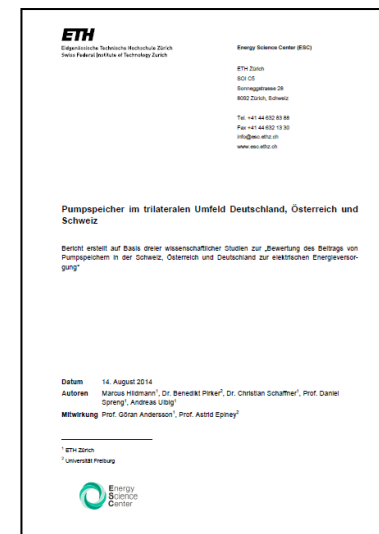 ETH
Eidgenössische Technische Hochschule Zürich
Swiss Federal Institute of Technology Zurich
Energy Science Center (ESC)
ETH Zürich
SOI C5
Sonneggstrasse 28
8092 Zürich, Schweiz
Tel. +41 44 632 83 88
Fax +41 44 632 13 30
info@esc.ethz.ch
www.esc.ethz.ch
Pumpspeicher im trilateralen Umfeld Deutschland, Österreich und
Schweiz
Bericht erstellt auf Basis dreier wissenschaftlicher Studien zur „Bewertung des Beitrags von
Pumpspeichern in der Schweiz, Österreich und Deutschland zur elektrischen Energieversor-
gung“
Datum 14. August 2014
Autoren Marcus Hildmann¹, Dr. Benedikt Pirker², Dr. Christian Schaffner¹, Prof. Daniel
Spreng¹, Andreas Ulbig¹
Mitwirkung Prof. Göran Andersson¹, Prof. Astrid Epiney²
¹ ETH Zürich
² Universität Freiburg
Energy
Science
Center